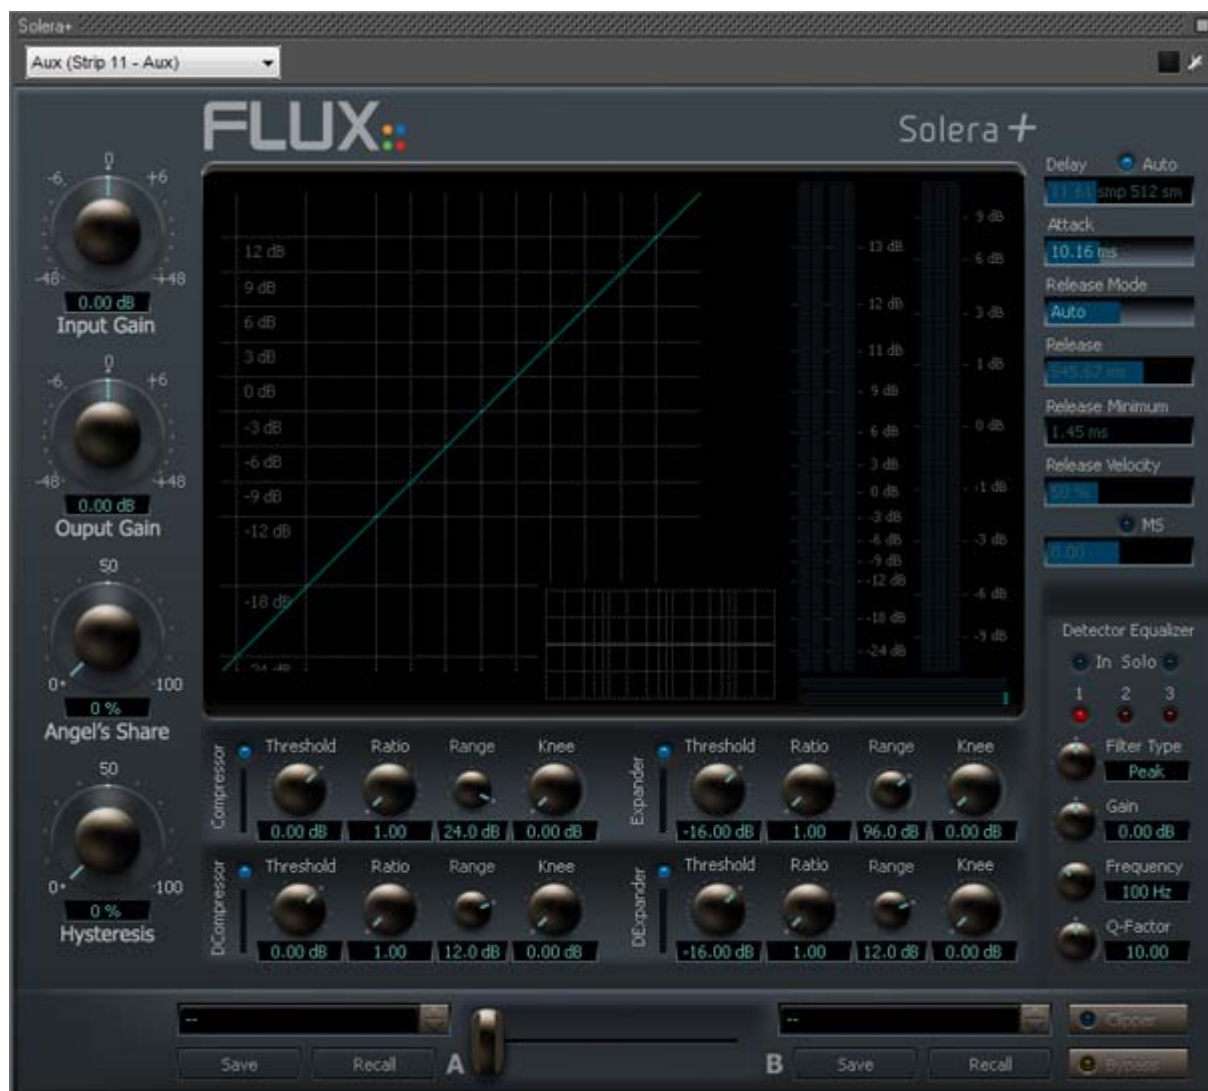 Solera+
Aux (Strip 11 - Aux)
FLUX::
Solera +
0
-6 +6
-48 +48
0.00 dB
Input Gain
0
-6 +6
-48 +48
0.00 dB
Ouput Gain
50
0 100
0 %
Angel's Share
50
0 100
0 %
Hysteresis
12 dB
9 dB
6 dB
3 dB
0 dB
-3 dB
-6 dB
-9 dB
-12 dB
-18 dB
-24 dB
13 dB
12 dB
11 dB
9 dB
6 dB
3 dB
0 dB
-3 dB
-6 dB
-9 dB
-12 dB
-18 dB
-24 dB
9 dB
6 dB
3 dB
1 dB
0 dB
-1 dB
-3 dB
-6 dB
-9 dB
Delay Auto
11.61 smp 512 sm
Attack
10.16 ms
Release Mode
Auto
Release
545.67 ms
Release Minimum
1.45 ms
Release Velocity
50 %
MS
0.00
Detector Equalizer
In Solo
1 2 3
Filter Type
Peak
Gain
0.00 dB
Frequency
100 Hz
Q-Factor
10.00
Compressor
Threshold Ratio Range Knee
0.00 dB 1.00 24.0 dB 0.00 dB
Expander
Threshold Ratio Range Knee
-16.00 dB 1.00 96.0 dB 0.00 dB
DCompressor
Threshold Ratio Range Knee
0.00 dB 1.00 12.0 dB 0.00 dB
DExpander
Threshold Ratio Range Knee
-16.00 dB 1.00 12.0 dB 0.00 dB
--
Save Recall
A
B
--
Save Recall
Clipper
Bypass